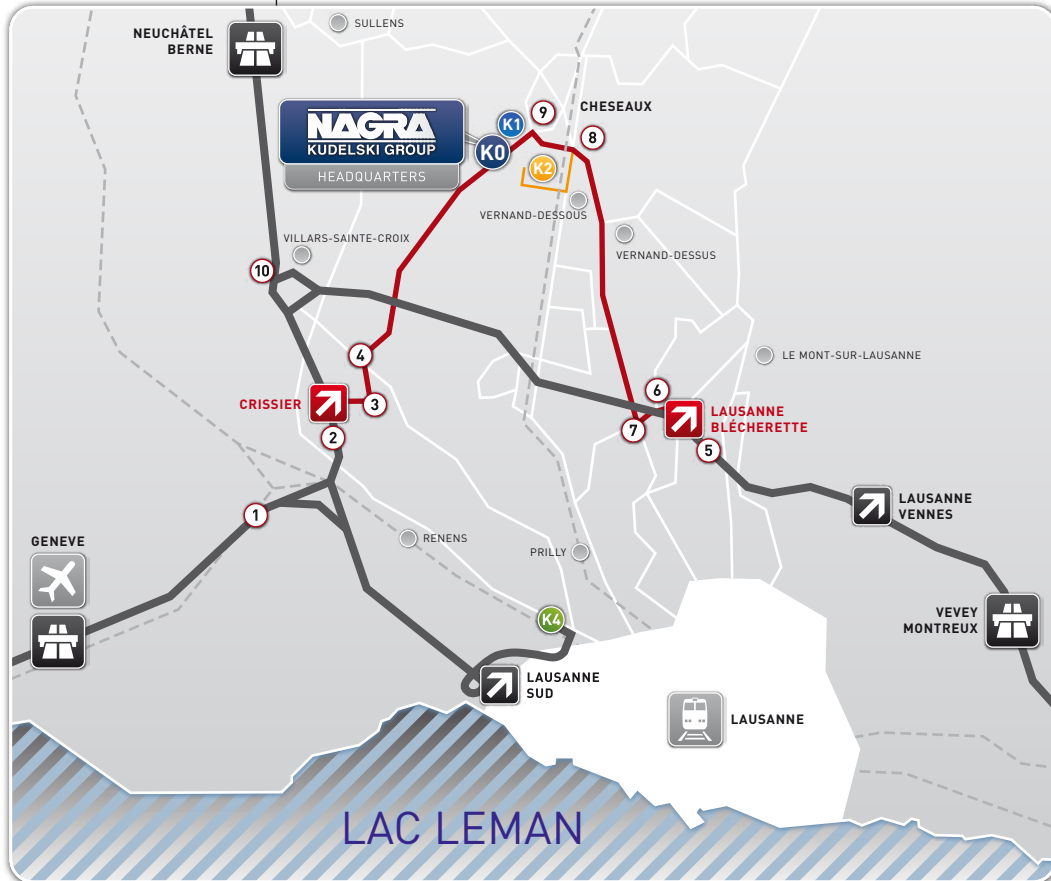 SULLENS
NEUCHÂTEL
BERNE
NAGRA
KUDELSKI GROUP
HEADQUARTERS
K1
K0
9
CHESEAUX
8
K2
VERNAND-DESSOUS
VERNAND-DESSUS
VILLARS-SAINTE-CROIX
10
4
LE MONT-SUR-LAUSANNE
CRISSIER
3
6
LAUSANNE
BLÉCHERETTE
7
2
5
LAUSANNE
VENNES
1
RENENS
PRILLY
GENEVE
K4
VEVEY
MONTREUX
LAUSANNE
SUD
LAUSANNE
LAC LEMAN